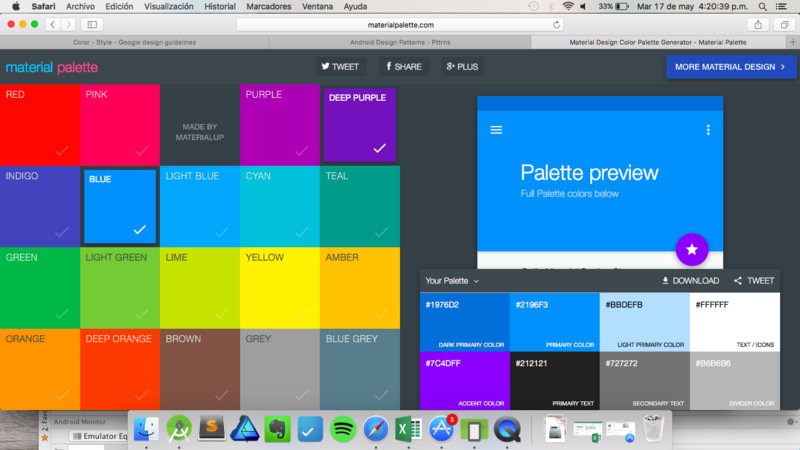 Safari Archivo Edición Visualización Historial Marcadores Ventana Ayuda 33% Mar 17 de may 4:20:39 p.m.
materialpalette.com
Color - Style - Google design guidelines Android Design Patterns - Pttrns Material Design Color Palette Generator - Material Palette
material palette TWEET SHARE PLUS MORE MATERIAL DESIGN
RED PINK MADE BY MATERIALUP PURPLE DEEP PURPLE
INDIGO BLUE LIGHT BLUE CYAN TEAL
GREEN LIGHT GREEN LIME YELLOW AMBER
ORANGE DEEP ORANGE BROWN GREY BLUE GREY
Palette preview
Full Palette colors below
Your Palette DOWNLOAD TWEET
#1976D2 #2196F3 #BBDEFB #FFFFFF
DARK PRIMARY COLOR PRIMARY COLOR LIGHT PRIMARY COLOR TEXT / ICONS
#7C4DFF #212121 #727272 #B6B6B6
ACCENT COLOR PRIMARY TEXT SECONDARY TEXT DIVIDER COLOR
Android Monitor
Emulator Eq
3